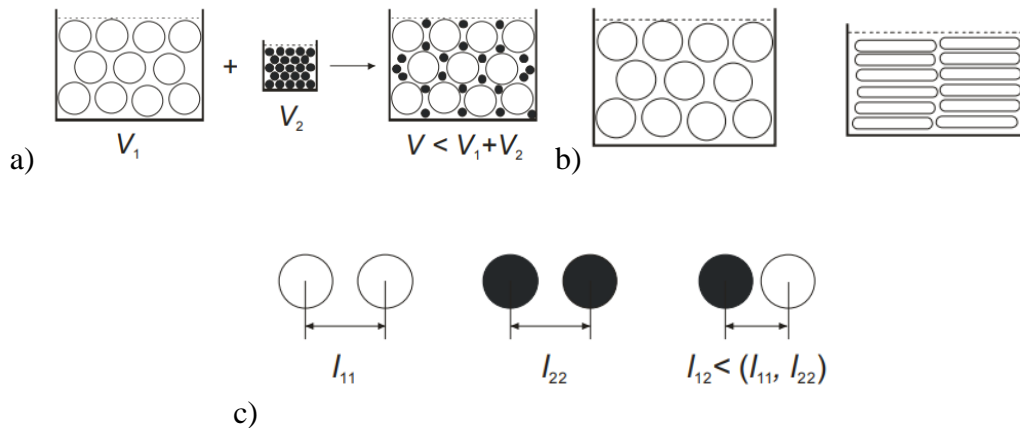 +
V₂
V₁
V < V₁+V₂
a)
b)
l₁₁
l₂₂
l₁₂< (l₁₁, l₂₂)
c)